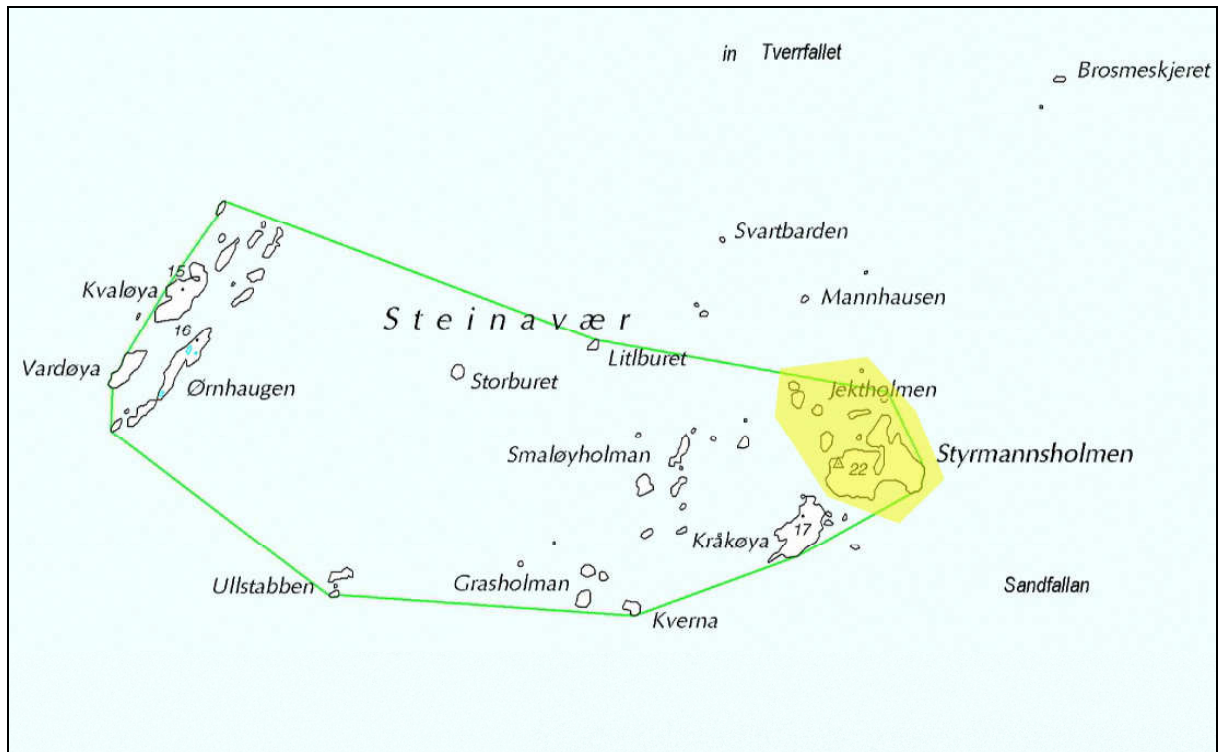 in Tverrfallet
Brosmeskjeret
Svartbarden
15
Kvaløya
Mannhausen
Steinavær
16
Litlburet
Vardøya
Ørnhaugen
Storburet
Jektholmen
Smaløyholman
Styrmannsholmen
22
17
Kråkøya
Ullstabben
Grasholman
Sandfallan
Kverna